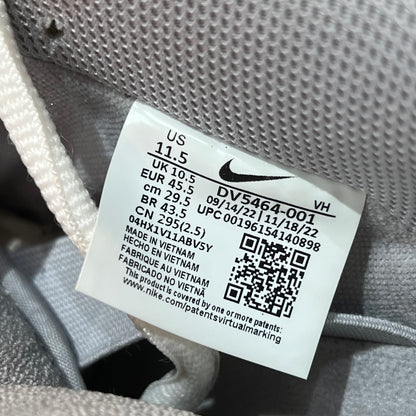 US
11.5
UK 10.5
EUR 45.5
cm 29.5
BR 43.5
CN 295(2.5)
04HX1V11ABV5Y
DV5464-001 VH
09/14/22 | 11/18/22
UPC 00196154140898
MADE IN VIETNAM
HECHO EN VIETNAM
FABRIQUE AU VIETNAM
FABRICADO NO VIETNÃ
This product is covered by one or more patents:
www.nike.com/patentsvirtualmarking